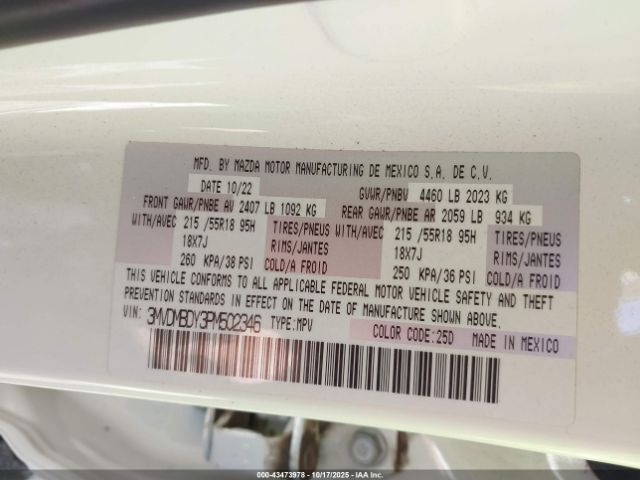 MFD. BY MAZDA MOTOR MANUFACTURING DE MEXICO S.A. DE C.V.
DATE 10/22 GVWR/PNBV 4460 LB 2023 KG
FRONT GAWR/PNBE AV 2407 LB 1092 KG REAR GAWR/PNBE AR 2059 LB 934 KG
WITH/AVEC 215 /55R18 95H TIRES/PNEUS WITH/AVEC 215 /55R18 95H TIRES/PNEUS
18X7J RIMS/JANTES 18X7J RIMS/JANTES
260 KPA/38 PSI COLD/A FROID 250 KPA/36 PSI COLD/A FROID
THIS VEHICLE CONFORMS TO ALL APPLICABLE FEDERAL MOTOR VEHICLE SAFETY AND THEFT
PREVENTION STANDARDS IN EFFECT ON THE DATE OF MANUFACTURE SHOWN ABOVE.
VIN: 3MVDMBDY3PM502346 TYPE:MPV
COLOR CODE:25D MADE IN MEXICO
000-43473978 - 10/17/2025 - IAA Inc.